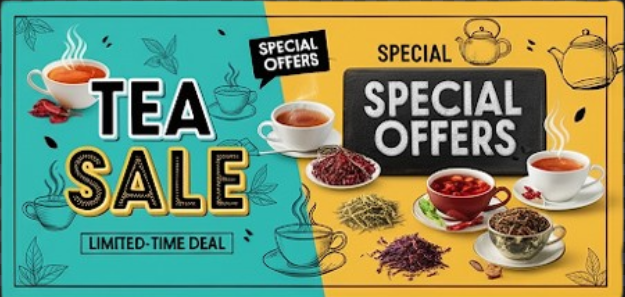 TEA
SALE
LIMITED-TIME DEAL
SPECIAL
OFFERS
SPECIAL
SPECIAL
OFFERS